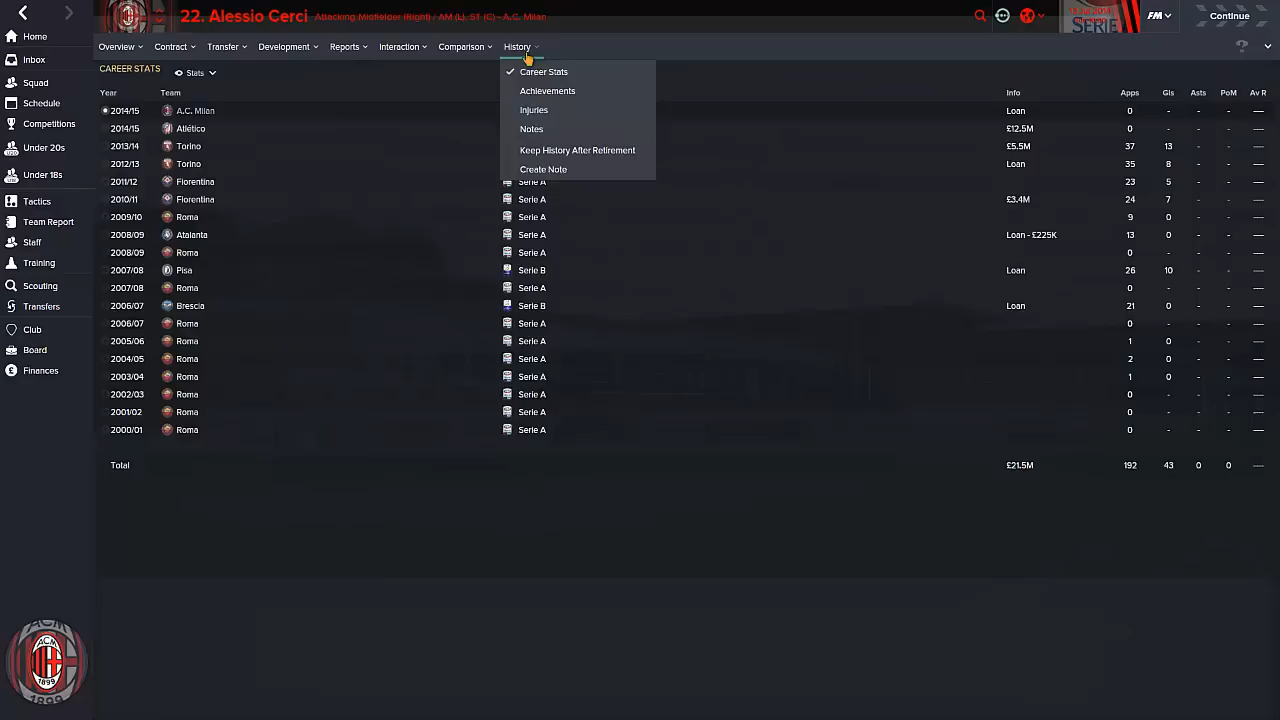 22. Alessio Cerci Attacking Midfielder (Right) / AM (L), ST (C) - A.C. Milan
SERIE
FM
Continue
Home
Inbox
Squad
Schedule
Competitions
Under 20s
Under 18s
Tactics
Team Report
Staff
Training
Scouting
Transfers
Club
Board
Finances
Overview Contract Transfer Development Reports Interaction Comparison History
CAREER STATS Stats
Career Stats
Achievements
Injuries
Notes
Keep History After Retirement
Create Note
Year Team Info Apps Gls Asts PoM Av R
2014/15 A.C. Milan Loan 0 - - - —
2014/15 Atlético £12.5M 0 - - - —
2013/14 Torino £5.5M 37 13 - - —
2012/13 Torino Loan 35 8 - - —
2011/12 Fiorentina Serie A 23 5 - - —
2010/11 Fiorentina Serie A £3.4M 24 7 - - —
2009/10 Roma Serie A 9 0 - - —
2008/09 Atalanta Serie A Loan - £225K 13 0 - - —
2008/09 Roma Serie A 0 0 - - —
2007/08 Pisa Serie B Loan 26 10 - - —
2007/08 Roma Serie A 0 - - - —
2006/07 Brescia Serie B Loan 21 0 - - —
2006/07 Roma Serie A 0 0 - - —
2005/06 Roma Serie A 1 0 - - —
2004/05 Roma Serie A 2 0 - - —
2003/04 Roma Serie A 1 0 - - —
2002/03 Roma Serie A 0 - - - —
2001/02 Roma Serie A 0 - - - —
2000/01 Roma Serie A 0 - - - —
Total £21.5M 192 43 0 0 —
ACM
1899